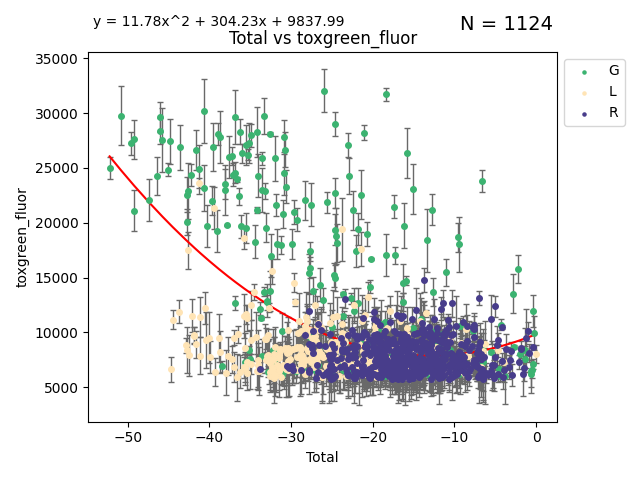 y = 11.78x^2 + 304.23x + 9837.99
N = 1124
Total vs toxgreen_fluor
35000
30000
25000
20000
15000
10000
5000
toxgreen_fluor
−50
−40
−30
−20
−10
0
Total
G
L
R